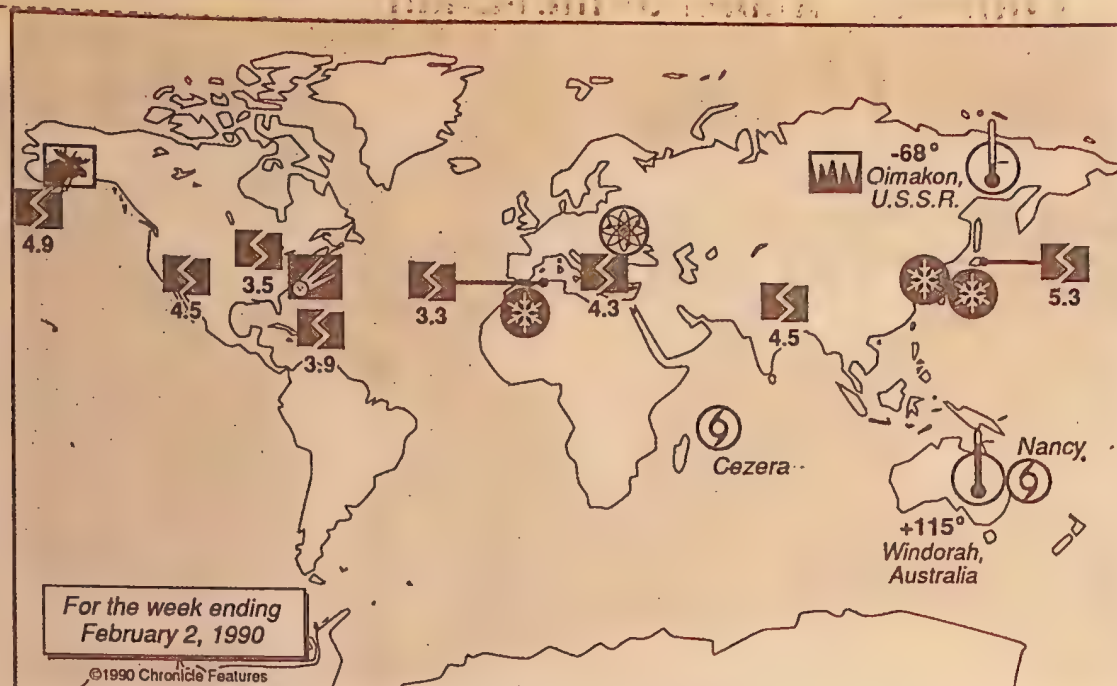 -68°
Oimakon,
U.S.S.R.
4.9
4.5
3.5
3:9
3.3
4.3
4.5
5.3
Cezera
Nancy
+115°
Windorah,
Australia
For the week ending
February 2, 1990
©1990 Chronicle Features